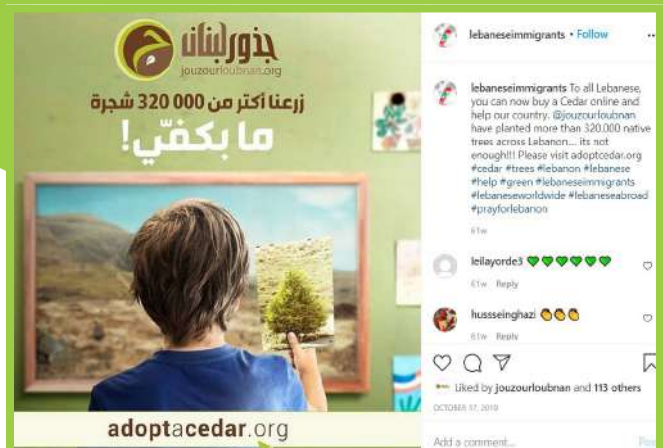 جذور لبنان
jouzourloubnan.org
زرعنا أكتر من 000 320 شجرة
ما بكفّي!
adoptacedar.org
lebaneseimmigrants • Follow
lebaneseimmigrants To all Lebanese,
you can now buy a Cedar online and
help our country. @jouzourloubnan
have planted more than 320.000 native
trees across Lebanon.... its not
enough!!! Please visit adoptcedar.org
#cedar #trees #lebanon #lebanese
#help #green #lebaneseimmigrants
#lebaneseworldwide #lebaneseabroad
#prayforlebanon
61w
leilayorde3 💚💚💚💚💚💚
61w Reply
hussseinghazi 👏👏👏
61w Reply
Liked by jouzourloubnan and 113 others
OCTOBER 17, 2019
Add a comment...
Post